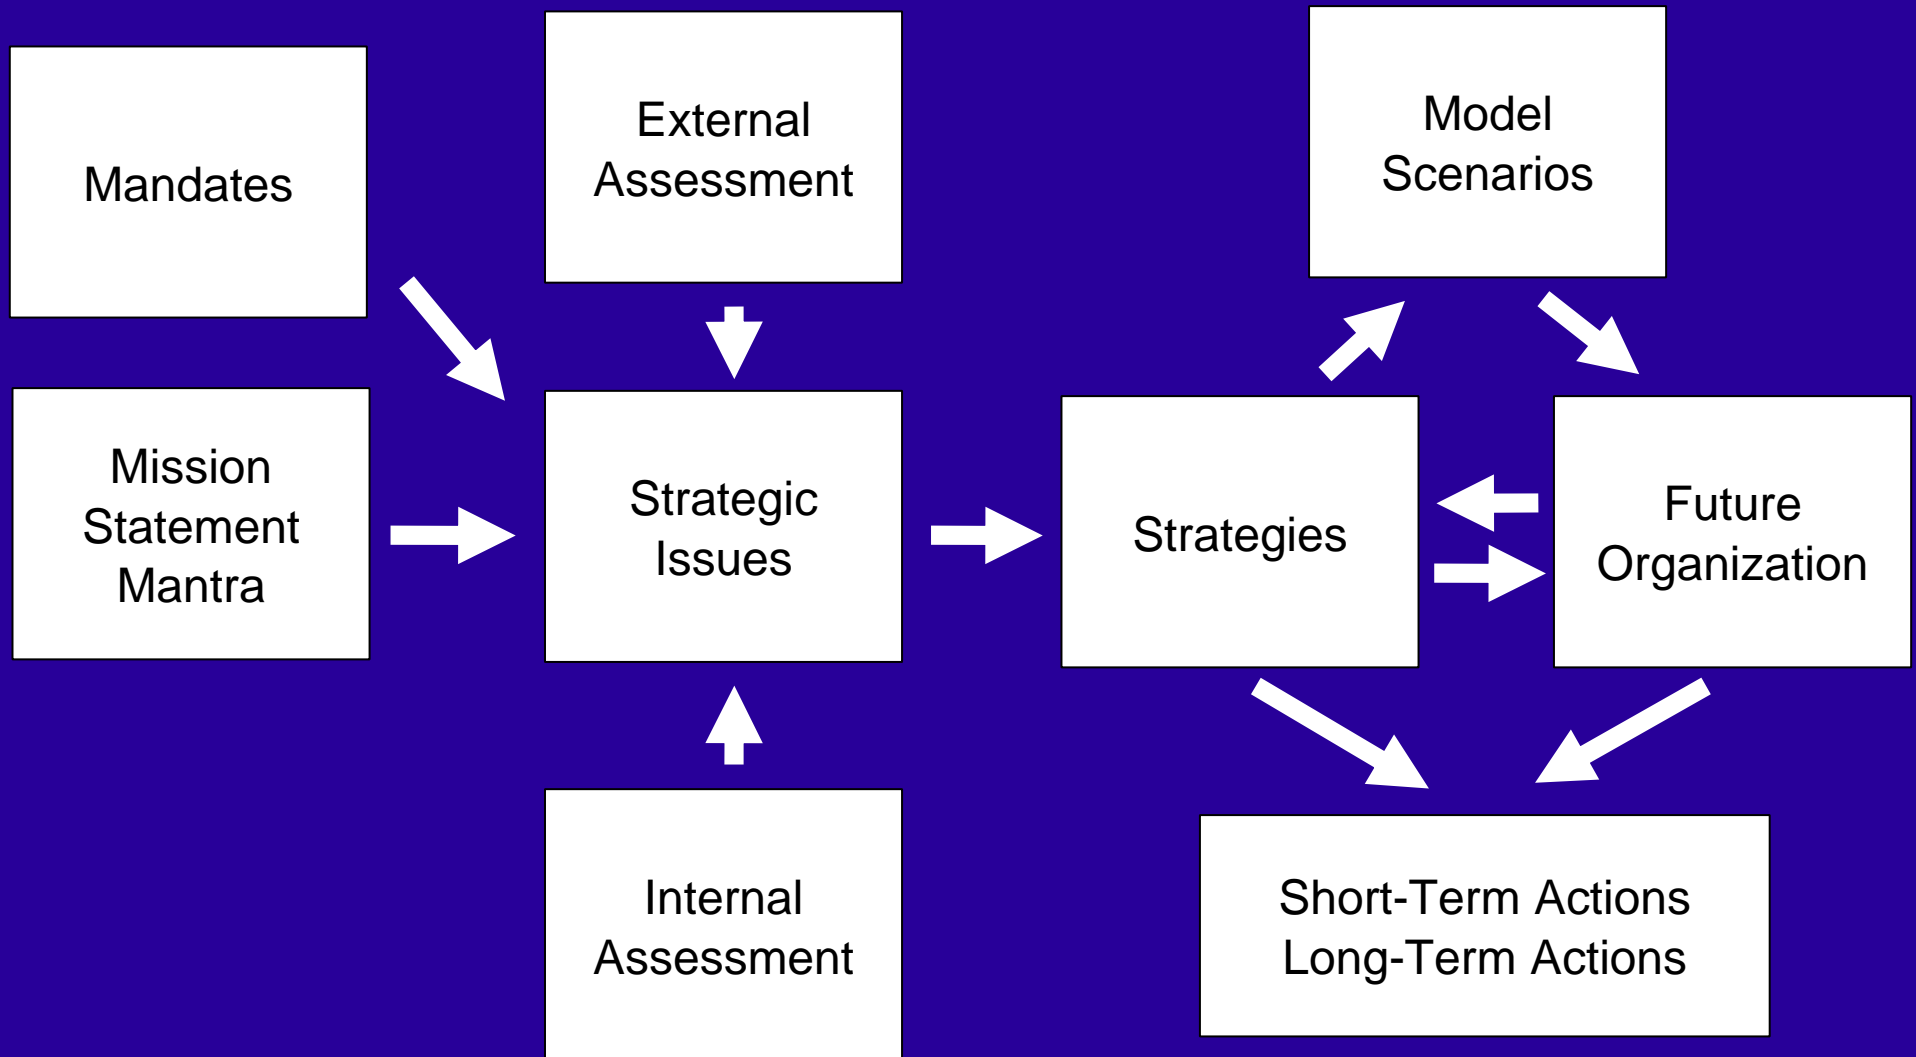 Mandates
External
Assessment
Model
Scenarios
Mission
Statement
Mantra
Strategic
Issues
Strategies
Future
Organization
Internal
Assessment
Short-Term Actions
Long-Term Actions